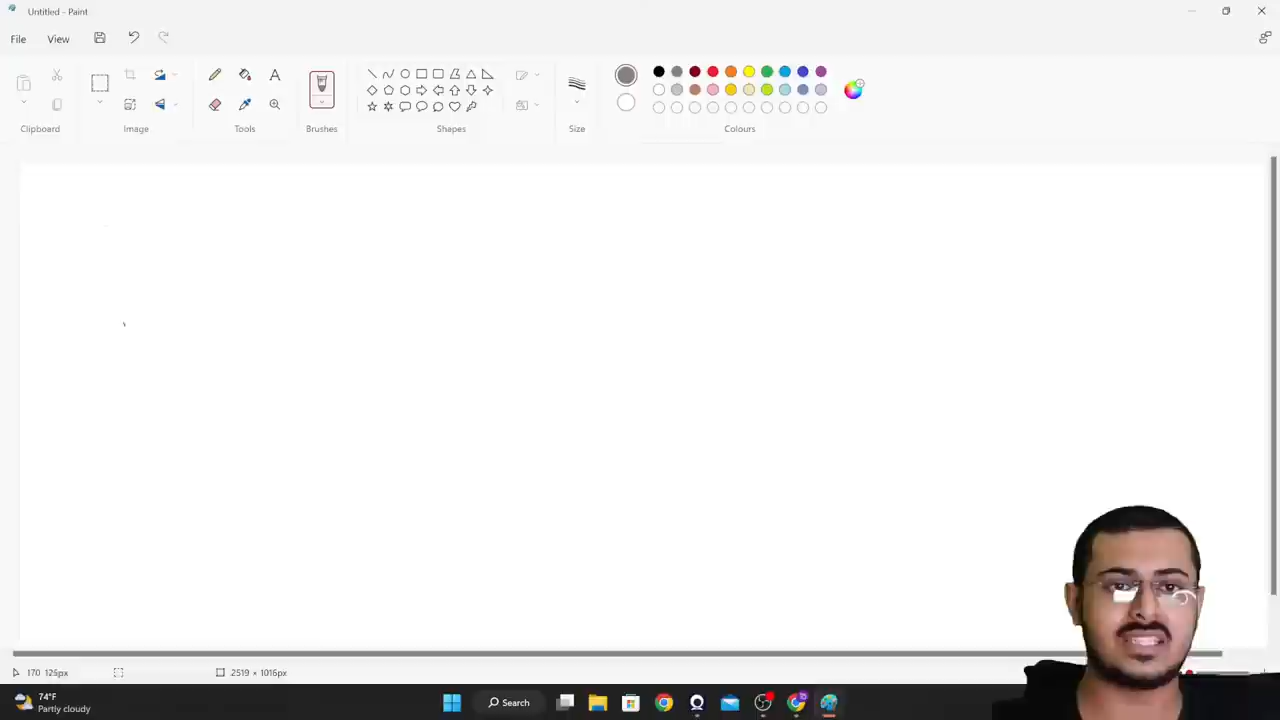 Untitled - Paint
File View
Clipboard Image Tools Brushes Shapes Size Colours
170 125px 2519 × 1015px
74°F
Partly cloudy
Search